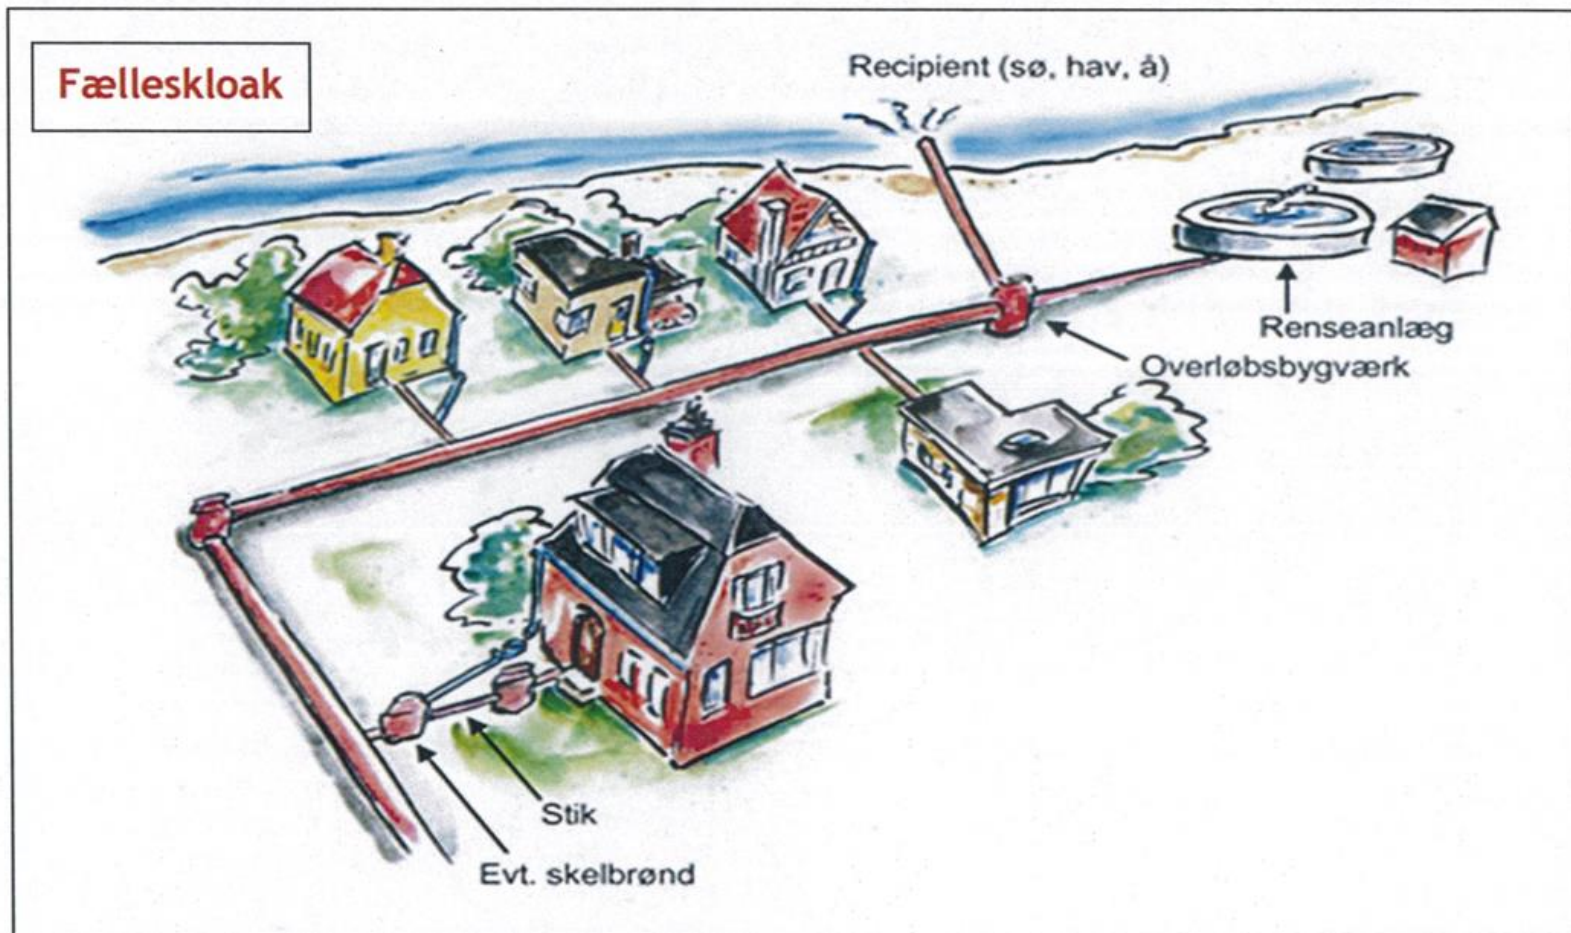 Fælleskloak
Recipient (sø, hav, å)
Renseanlæg
Overløbsbygværk
Stik
Evt. skelbrønd